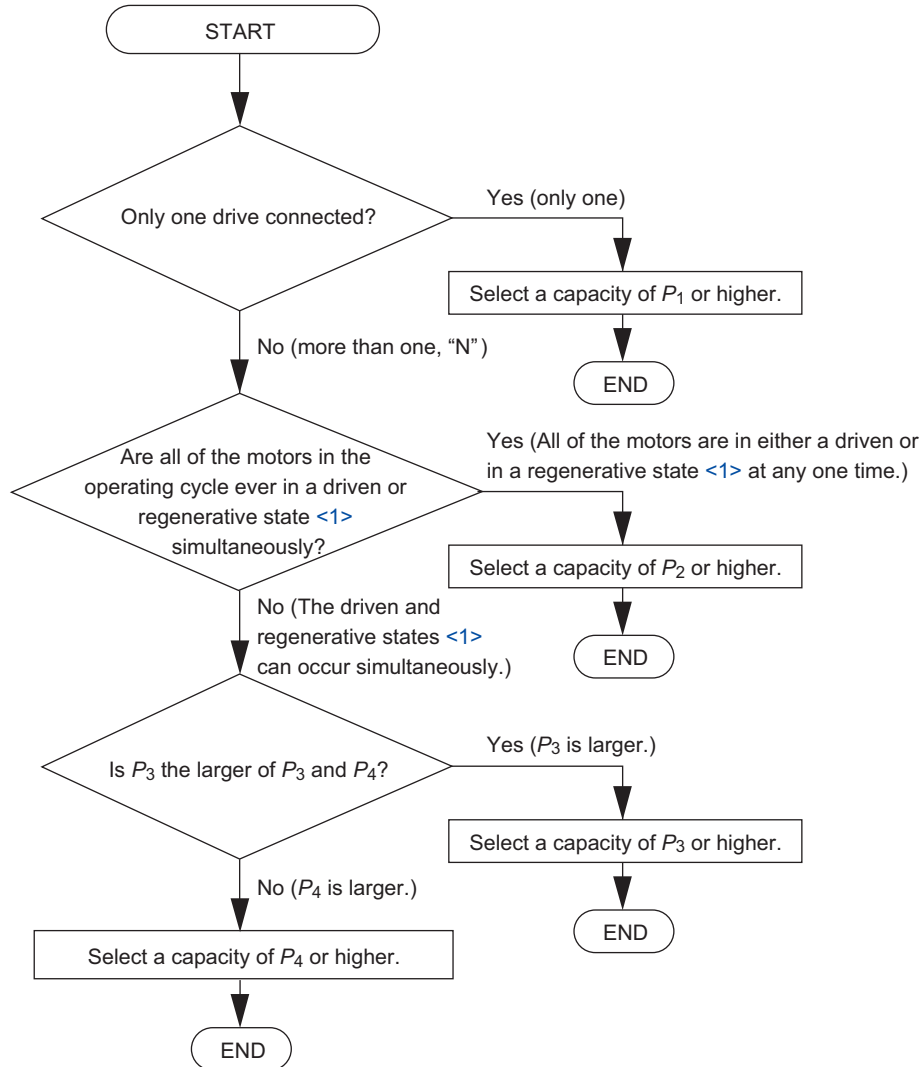 START
Only one drive connected?
Yes (only one)
Select a capacity of P1 or higher.
END
No (more than one, “N”)
Are all of the motors in the
operating cycle ever in a driven or
regenerative state <1>
simultaneously?
Yes (All of the motors are in either a driven or
in a regenerative state <1> at any one time.)
Select a capacity of P2 or higher.
END
No (The driven and
regenerative states <1>
can occur simultaneously.)
Is P3 the larger of P3 and P4?
Yes (P3 is larger.)
Select a capacity of P3 or higher.
END
No (P4 is larger.)
Select a capacity of P4 or higher.
END